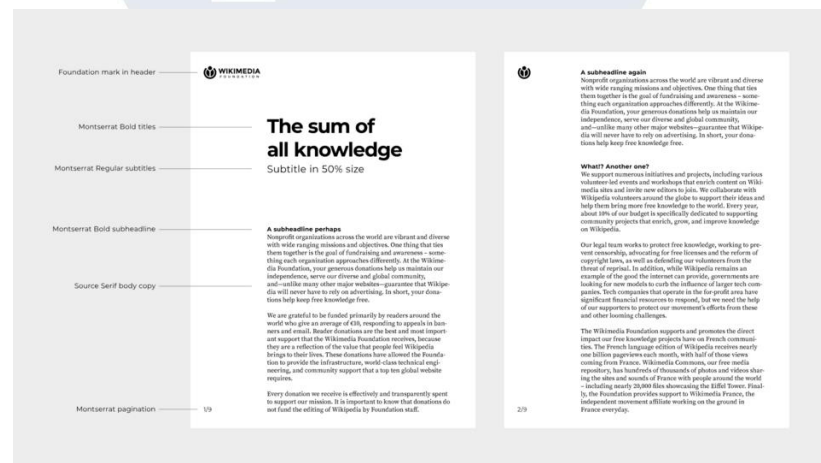 Foundation mark in header
Montserrat Bold titles
Montserrat Regular subtitles
Montserrat Bold subheadline
Source Serif body copy
Montserrat pagination
WIKIMEDIA
FOUNDATION
The sum of
all knowledge
Subtitle in 50% size
A subheadline perhaps
Nonprofit organizations across the world are vibrant and diverse
with wide ranging missions and objectives. One thing that ties
them together is the goal of fundraising and awareness – some-
thing each organization approaches differently. At the Wikime-
dia Foundation, your generous donations help us maintain our
independence, serve our diverse and global community,
and—unlike many other major websites—guarantee that Wikipe-
dia will never have to rely on advertising. In short, your dona-
tions help keep free knowledge free.
We are grateful to be funded primarily by readers around the
world who give an average of €10, responding to appeals in ban-
ners and email. Reader donations are the best and most import-
ant support that the Wikimedia Foundation receives, because
they are a reflection of the value that people feel Wikipedia
brings to their lives. These donations have allowed the Founda-
tion to provide the infrastructure, world-class technical engi-
neering, and community support that a top ten global website
requires.
Every donation we receive is effectively and transparently spent
to support our mission. It is important to know that donations do
not fund the editing of Wikipedia by Foundation staff.
1/9
A subheadline again
Nonprofit organizations across the world are vibrant and diverse
with wide ranging missions and objectives. One thing that ties
them together is the goal of fundraising and awareness – some-
thing each organization approaches differently. At the Wikime-
dia Foundation, your generous donations help us maintain our
independence, serve our diverse and global community,
and—unlike many other major websites—guarantee that Wikipe-
dia will never have to rely on advertising. In short, your dona-
tions help keep free knowledge free.
What!? Another one?
We support numerous initiatives and projects, including various
volunteer-led events and workshops that enrich content on Wiki-
media sites and invite new editors to join. We collaborate with
Wikipedia volunteers around the globe to support their ideas and
help them bring more free knowledge to the world. Every year,
about 10% of our budget is specifically dedicated to supporting
community projects that enrich, grow, and improve knowledge
on Wikipedia.
Our legal team works to protect free knowledge, working to pre-
vent censorship, advocating for free licenses and the reform of
copyright laws, as well as defending our volunteers from the
threat of reprisal. In addition, while Wikipedia remains an
example of the good the internet can provide, governments are
looking for new models to curb the influence of larger tech com-
panies. Tech companies that operate in the for-profit area have
significant financial resources to respond, but we need the help
of our supporters to protect our movement's efforts from these
and other looming challenges.
The Wikimedia Foundation supports and promotes the direct
impact our free knowledge projects have on French communi-
ties. The French language edition of Wikipedia receives nearly
one billion pageviews each month, with half of those views
coming from France. Wikimedia Commons, our free media
repository, has hundreds of thousands of photos and videos shar-
ing the sites and sounds of France with people around the world
– including nearly 20,000 files showcasing the Eiffel Tower. Final-
ly, the Foundation provides support to Wikimedia France, the
independent movement affiliate working on the ground in
France everyday.
2/9